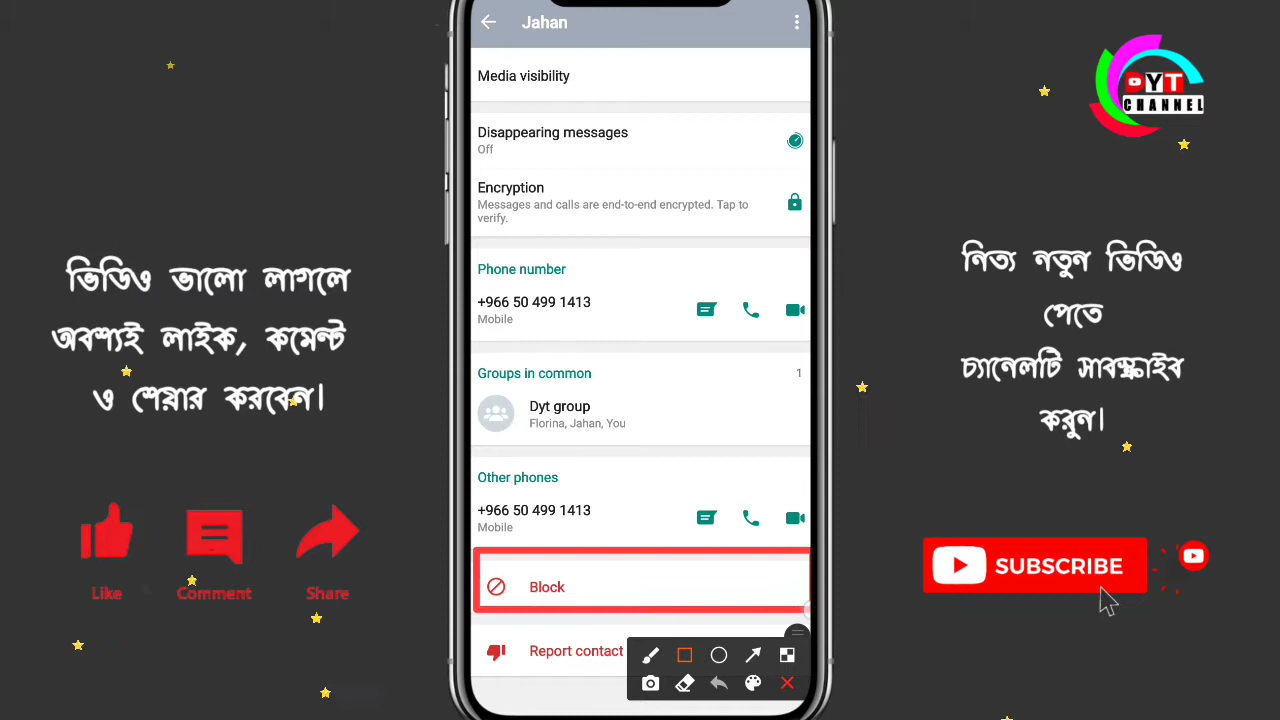 Jahan
Media visibility
Disappearing messages
Off
Encryption
Messages and calls are end-to-end encrypted. Tap to
verify.
Phone number
+966 50 499 1413
Mobile
Groups in common 1
Dyt group
Florina, Jahan, You
Other phones
+966 50 499 1413
Mobile
Block
Report contact
ভিডিও ভালো লাগলে
অবশ্যই লাইক, কমেন্ট
ও শেয়ার করবেন।
Like Comment Share
DYT
CHANNEL
নিত্য নতুন ভিডিও
পেতে
চ্যানেলটি সাবস্ক্রাইব
করুন।
SUBSCRIBE